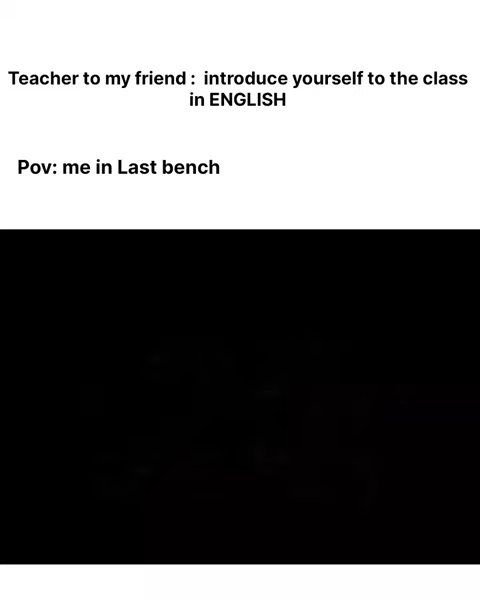 Teacher to my friend : introduce yourself to the class
in ENGLISH
Pov: me in Last bench